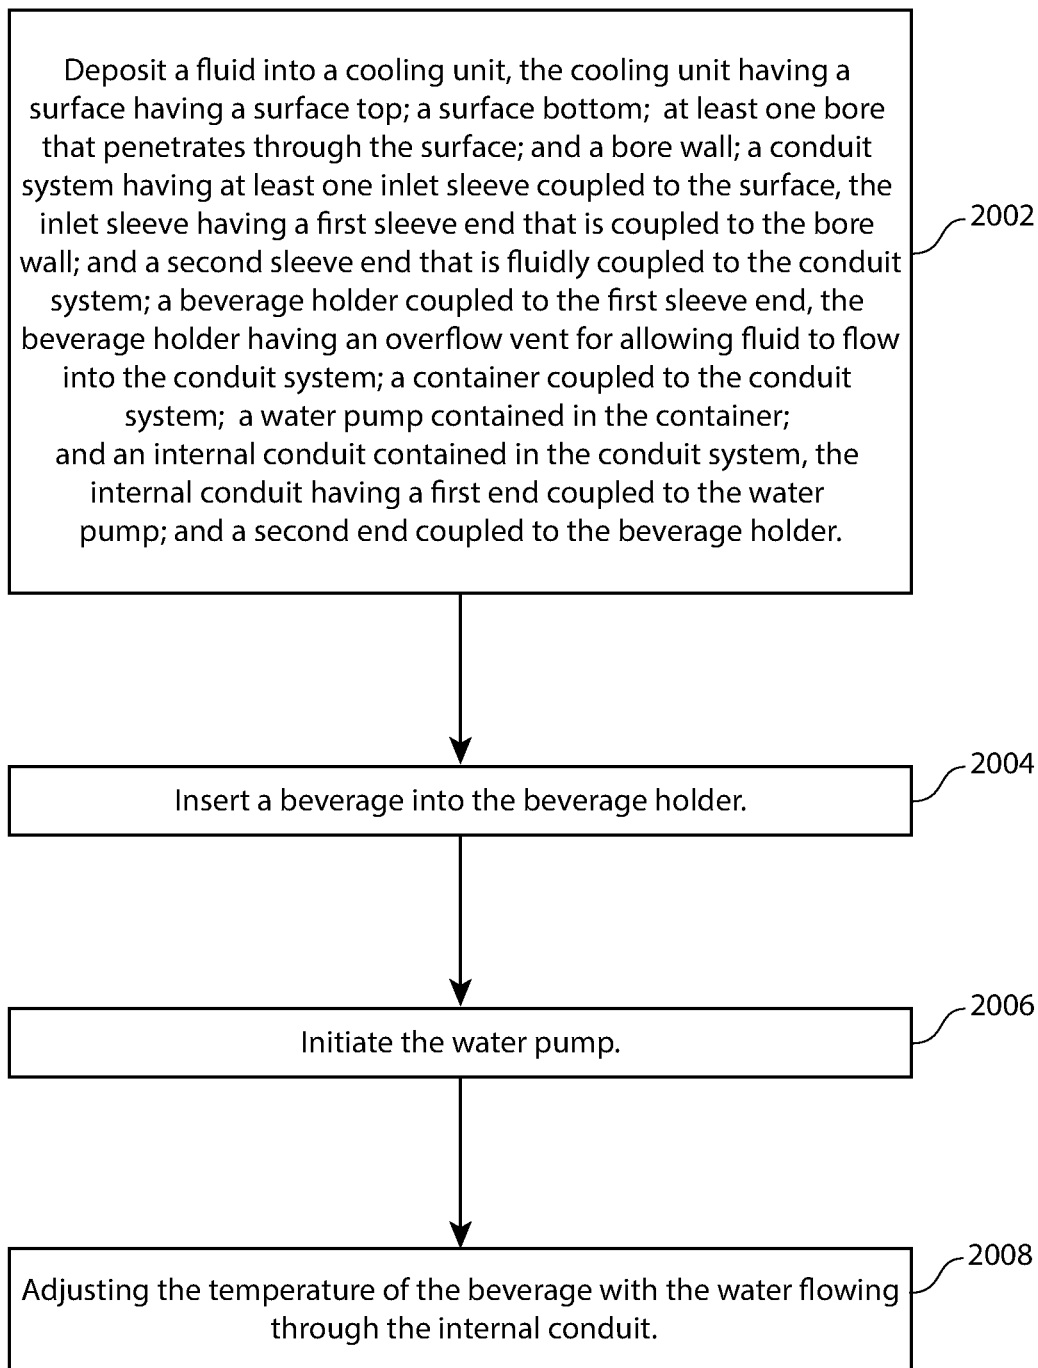 Deposit a fluid into a cooling unit, the cooling unit having a
surface having a surface top; a surface bottom;  at least one bore
that penetrates through the surface; and a bore wall; a conduit
system having at least one inlet sleeve coupled to the surface, the
inlet sleeve having a first sleeve end that is coupled to the bore
wall; and a second sleeve end that is fluidly coupled to the conduit
system; a beverage holder coupled to the first sleeve end, the
beverage holder having an overflow vent for allowing fluid to flow
into the conduit system; a container coupled to the conduit
system;  a water pump contained in the container;
and an internal conduit contained in the conduit system, the
internal conduit having a first end coupled to the water
pump; and a second end coupled to the beverage holder.
2002
2004
Insert a beverage into the beverage holder.
2006
Initiate the water pump.
2008
Adjusting the temperature of the beverage with the water flowing
through the internal conduit.